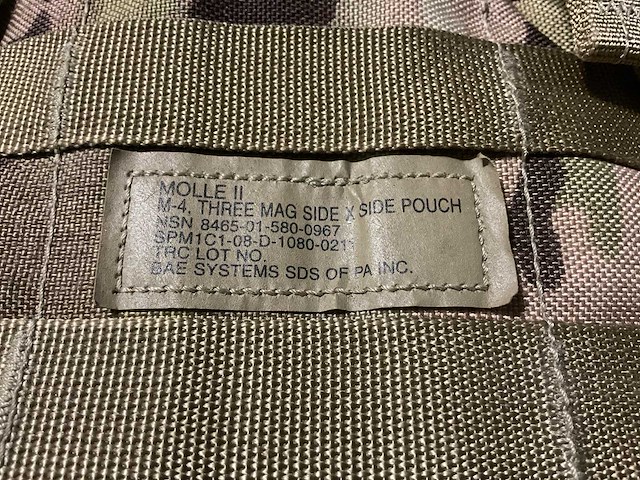 MOLLE II
M-4, THREE MAG SIDE X SIDE POUCH
NSN 8465-01-580-0967
SPM1C1-08-D-1080-0211
TRC LOT NO.
BAE SYSTEMS SDS OF PA INC.